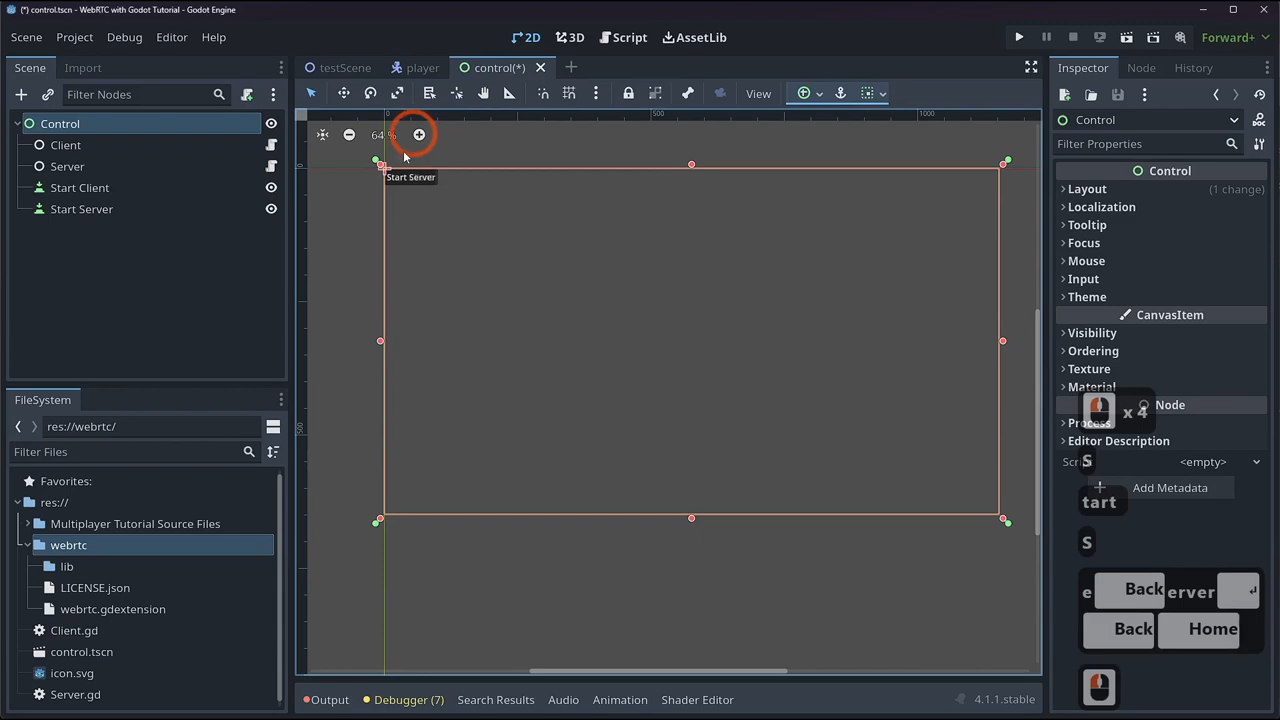 (*) control.tscn - WebRTC with Godot Tutorial - Godot Engine
Scene Project Debug Editor Help
2D 3D Script AssetLib
Forward+
Scene Import
Filter Nodes
Control
Client
Server
Start Client
Start Server
FileSystem
res://webrtc/
Filter Files
Favorites:
res://
Multiplayer Tutorial Source Files
webrtc
lib
LICENSE.json
webrtc.gdextension
Client.gd
control.tscn
icon.svg
Server.gd
testScene player control(*)
View
0 500 1000
64 %
0
500
Start Server
Output Debugger (7) Search Results Audio Animation Shader Editor
4.1.1.stable
Inspector Node History
Control
Filter Properties
Control
Layout (1 change)
Localization
Tooltip
Focus
Mouse
Input
Theme
CanvasItem
Visibility
Ordering
Texture
Material
Node
Process
Editor Description
Script <empty>
Add Metadata
x 4
S
tart
S
e Back erver
Back Home